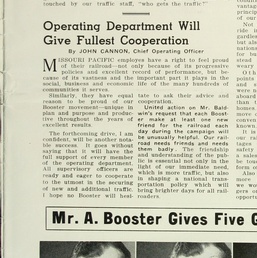 touched by our traffic staff, "who gets the traffic?"
Operating Department Will
Give Fullest Cooperation
By JOHN CANNON, Chief Operating Officer
MISSOURI PACIFIC employes have a right to feel proud
of their railroad—not only because of the progressive
policies and excellent record of performance, but be-
cause of its vastness and the important part it plays in the
social, business and economic life of the many hundreds of
communities it serves.
Similarly, they have equal
reason to be proud of our
Booster movement—unique in
plan and purpose and produc-
tive throughout the years of
excellent results.
The forthcoming drive, I am
confident, will be another nota-
ble success. It goes without
saying that it will have the
full support of every member
of the operating department.
All supervisory officers are
ready and eager to cooperate
to the utmost in the securing
of new and additional traffic.
I hope no Booster will hesi-
tate to ask their advice and
cooperation.
United action on Mr. Bald-
win's request that each Boost-
er make at least one new
friend for the railroad each
day during the campaign will
be unusually helpful. Our rail-
road needs friends and needs
them badly. The friendship
and understanding of the pub-
lic is essential not only in the
light of our immediate need,
which is more traffic, but also
in shaping a national trans-
portation policy which will
bring brighter days for all rail-
roaders.
Mr. A. Booster Gives Five G